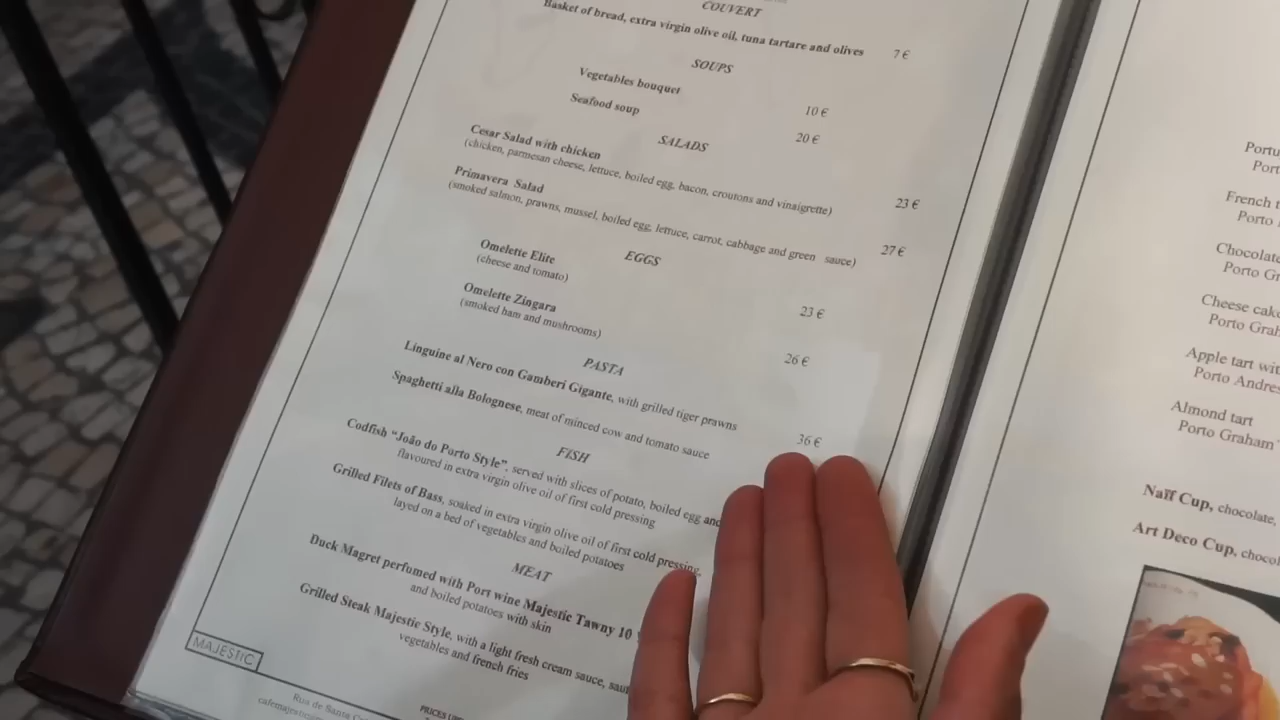 COUVERT
Basket of bread, extra virgin olive oil, tuna tartare and olives 7 €
SOUPS
Vegetables bouquet 10 €
Seafood soup 20 €
SALADS
Cesar Salad with chicken
(chicken, parmesan cheese, lettuce, boiled egg, bacon, croutons and vinaigrette) 23 €
Primavera Salad
(smoked salmon, prawns, mussel, boiled egg, lettuce, carrot, cabbage and green sauce) 27 €
EGGS
Omelette Elite
(cheese and tomato) 23 €
Omelette Zingara
(smoked ham and mushrooms) 26 €
PASTA
Linguine al Nero con Gamberi Gigante, with grilled tiger prawns 36 €
Spaghetti alla Bolognese, meat of minced cow and tomato sauce
FiSH
Codfish "João do Porto Style", served with slices of potato, boiled egg and
flavoured in extra virgin olive oil of first cold pressing
Grilled Filets of Bass, soaked in extra virgin olive oil of first cold pressing,
layed on a bed of vegetables and boiled potatoes
MEAT
Duck Magret perfumed with Port wine Majestic Tawny 10
and boiled potatoes with skin
Grilled Steak Majestic Style, with a light fresh cream sauce,
vegetables and french fries
MAJESTIC
Rua de Santa
PRICES
Portu
Port
French t
Porto
Chocolate
Porto Gr
Cheese cake
Porto Grah
Apple tart wit
Porto Andre
Almond tart
Porto Graham
Naïf Cup, chocolate,
Art Deco Cup, choco